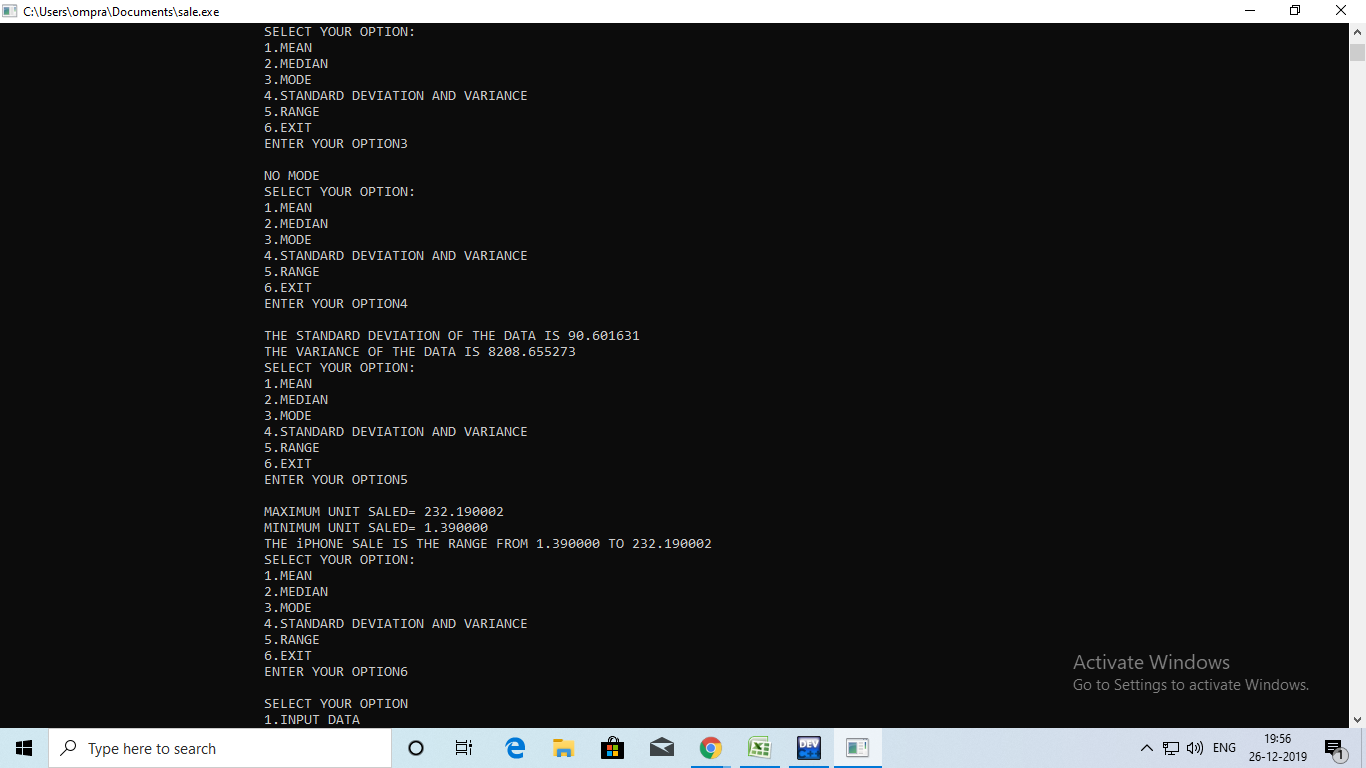 C:\Users\ompra\Documents\sale.exe
SELECT YOUR OPTION:
1.MEAN
2.MEDIAN
3.MODE
4.STANDARD DEVIATION AND VARIANCE
5.RANGE
6.EXIT
ENTER YOUR OPTION3
NO MODE
SELECT YOUR OPTION:
1.MEAN
2.MEDIAN
3.MODE
4.STANDARD DEVIATION AND VARIANCE
5.RANGE
6.EXIT
ENTER YOUR OPTION4
THE STANDARD DEVIATION OF THE DATA IS 90.601631
THE VARIANCE OF THE DATA IS 8208.655273
SELECT YOUR OPTION:
1.MEAN
2.MEDIAN
3.MODE
4.STANDARD DEVIATION AND VARIANCE
5.RANGE
6.EXIT
ENTER YOUR OPTION5
MAXIMUM UNIT SALED= 232.190002
MINIMUM UNIT SALED= 1.390000
THE iPHONE SALE IS THE RANGE FROM 1.390000 TO 232.190002
SELECT YOUR OPTION:
1.MEAN
2.MEDIAN
3.MODE
4.STANDARD DEVIATION AND VARIANCE
5.RANGE
6.EXIT
ENTER YOUR OPTION6
SELECT YOUR OPTION
1.INPUT DATA
Activate Windows
Go to Settings to activate Windows.
Type here to search
DEV
ENG
19:56
26-12-2019
1